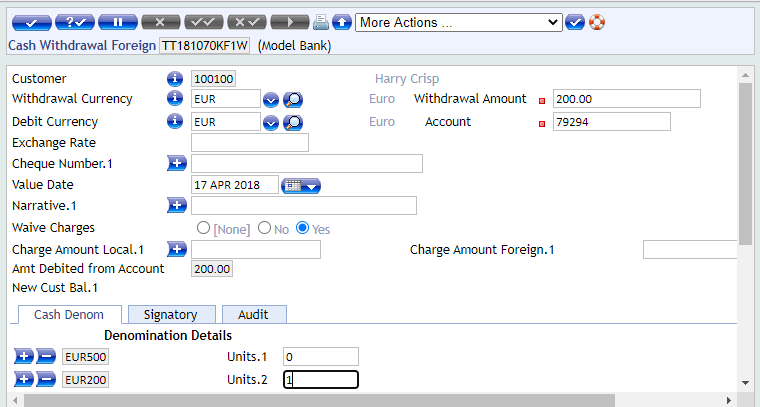 More Actions ...
Cash Withdrawal Foreign TT181070KF1W (Model Bank)
Customer 100100 Harry Crisp
Withdrawal Currency EUR Euro Withdrawal Amount 200.00
Debit Currency EUR Euro Account 79294
Exchange Rate
Cheque Number.1
Value Date 17 APR 2018
Narrative.1
Waive Charges [None] No Yes
Charge Amount Local.1 Charge Amount Foreign.1
Amt Debited from Account 200.00
New Cust Bal.1
Cash Denom Signatory Audit
Denomination Details
EUR500 Units.1 0
EUR200 Units.2 1